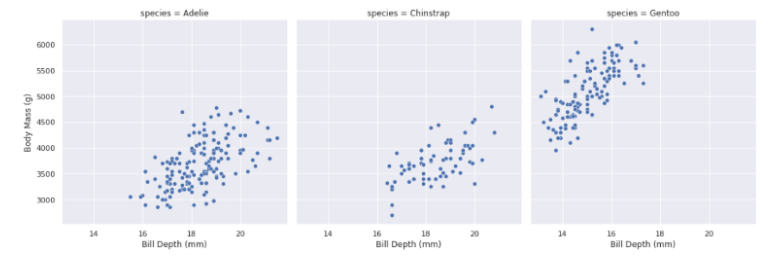 species = Adelie
species = Chinstrap
species = Gentoo
Body Mass (g)
6000
5500
5000
4500
4000
3500
3000
14 16 18 20
14 16 18 20
14 16 18 20
Bill Depth (mm)
Bill Depth (mm)
Bill Depth (mm)